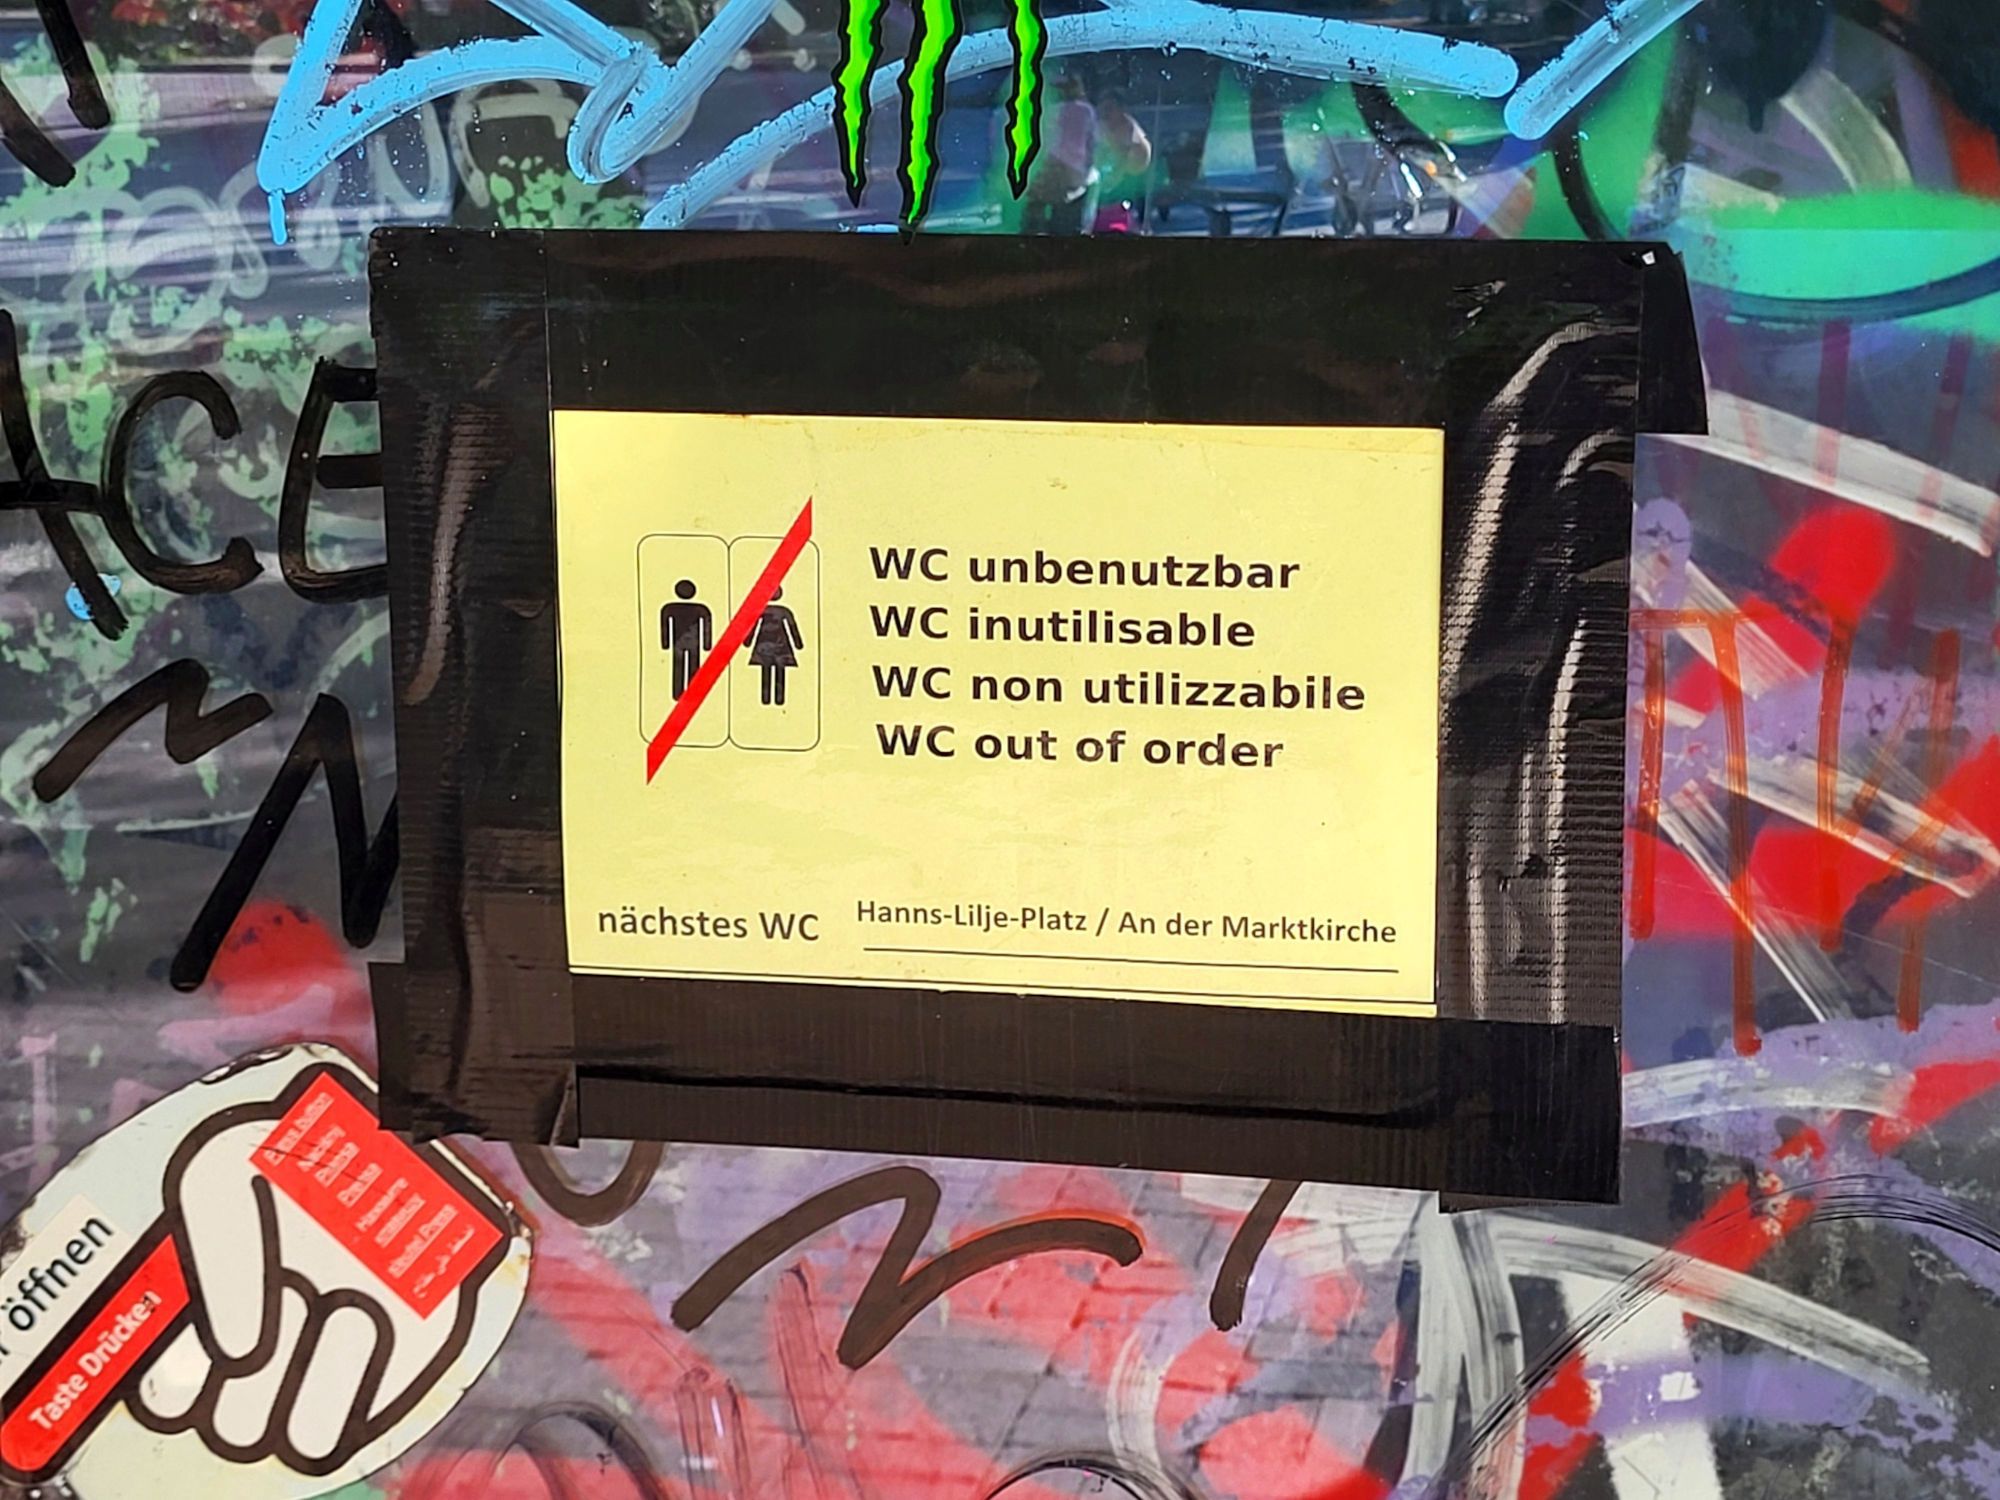 WC unbenutzbar
WC inutilisable
WC non utilizzabile
WC out of order
nächstes WC Hanns-Lilje-Platz / An der Marktkirche
öffnen
Taste Drücken